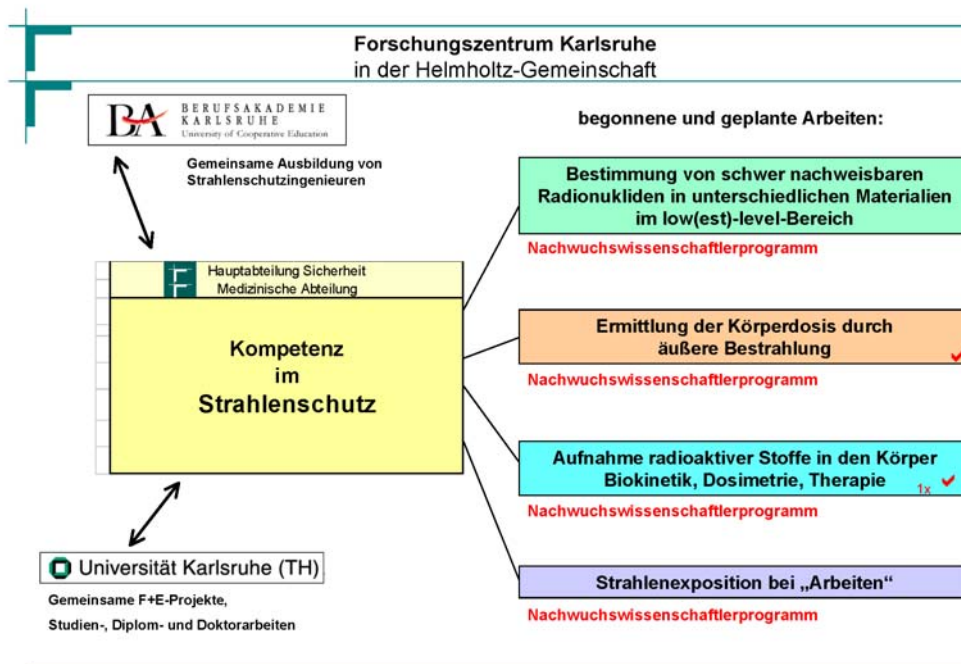 Forschungszentrum Karlsruhe
in der Helmholtz-Gemeinschaft
BA BERUFSAKADEMIE
KARLSRUHE
University of Cooperative Education
Gemeinsame Ausbildung von
Strahlenschutzingenieuren
begonnene und geplante Arbeiten:
Bestimmung von schwer nachweisbaren
Radionukliden in unterschiedlichen Materialien
im low(est)-level-Bereich
Nachwuchswissenschaftlerprogramm
Hauptabteilung Sicherheit
Medizinische Abteilung
Kompetenz
im
Strahlenschutz
Ermittlung der Körperdosis durch
äußere Bestrahlung
Nachwuchswissenschaftlerprogramm
Aufnahme radioaktiver Stoffe in den Körper
Biokinetik, Dosimetrie, Therapie
1x
Nachwuchswissenschaftlerprogramm
Strahlenexposition bei „Arbeiten“
Nachwuchswissenschaftlerprogramm
Universität Karlsruhe (TH)
Gemeinsame F+E-Projekte,
Studien-, Diplom- und Doktorarbeiten